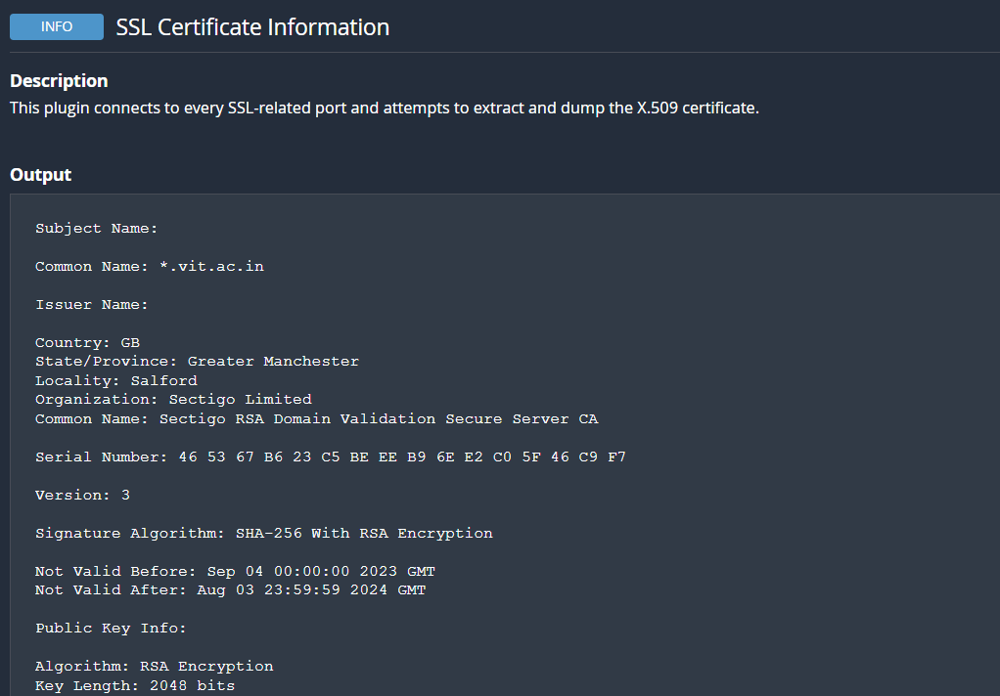 INFO SSL Certificate Information
Description
This plugin connects to every SSL-related port and attempts to extract and dump the X.509 certificate.
Output
Subject Name:
Common Name: *.vit.ac.in
Issuer Name:
Country: GB
State/Province: Greater Manchester
Locality: Salford
Organization: Sectigo Limited
Common Name: Sectigo RSA Domain Validation Secure Server CA
Serial Number: 46 53 67 B6 23 C5 BE EE B9 6E E2 C0 5F 46 C9 F7
Version: 3
Signature Algorithm: SHA-256 With RSA Encryption
Not Valid Before: Sep 04 00:00:00 2023 GMT
Not Valid After: Aug 03 23:59:59 2024 GMT
Public Key Info:
Algorithm: RSA Encryption
Key Length: 2048 bits